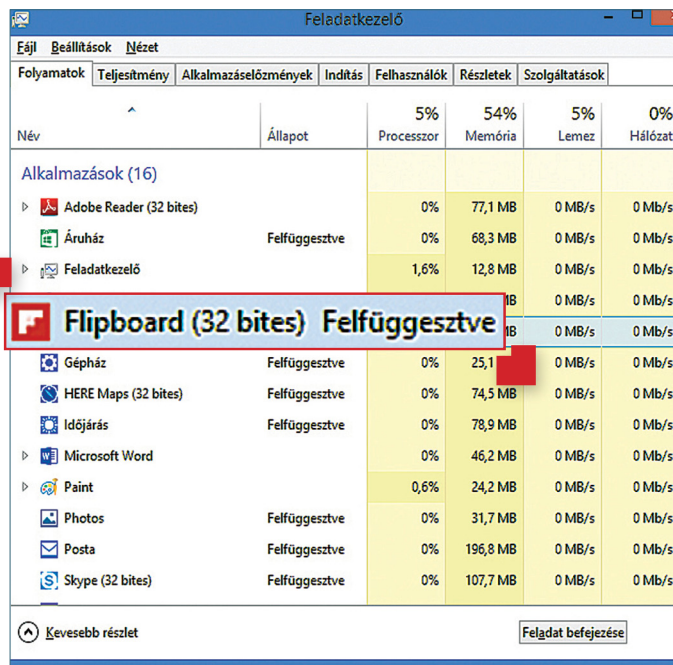 Feladatkezelő
Fájl Beállítások Nézet
Folyamatok Teljesítmény Alkalmazáselőzmények Indítás Felhasználók Részletek Szolgáltatások
5% 54% 5% 0%
Név Állapot Processzor Memória Lemez Hálózat
Alkalmazások (16)
Adobe Reader (32 bites) 0% 77,1 MB 0 MB/s 0 Mb/s
Áruház Felfüggesztve 0% 68,3 MB 0 MB/s 0 Mb/s
Feladatkezelő 1,6% 12,8 MB 0 MB/s 0 Mb/s
0 MB/s 0 Mb/s
Flipboard (32 bites) Felfüggesztve 0 MB/s 0 Mb/s
Gépház Felfüggesztve 0% 25,1 0 MB/s 0 Mb/s
HERE Maps (32 bites) Felfüggesztve 0% 74,5 MB 0 MB/s 0 Mb/s
Időjárás Felfüggesztve 0% 78,9 MB 0 MB/s 0 Mb/s
Microsoft Word 0% 46,2 MB 0 MB/s 0 Mb/s
Paint 0,6% 24,2 MB 0 MB/s 0 Mb/s
Photos Felfüggesztve 0% 31,7 MB 0 MB/s 0 Mb/s
Posta Felfüggesztve 0% 196,8 MB 0 MB/s 0 Mb/s
Skype (32 bites) Felfüggesztve 0% 107,7 MB 0 MB/s 0 Mb/s
Kevesebb részlet Feladat befejezése